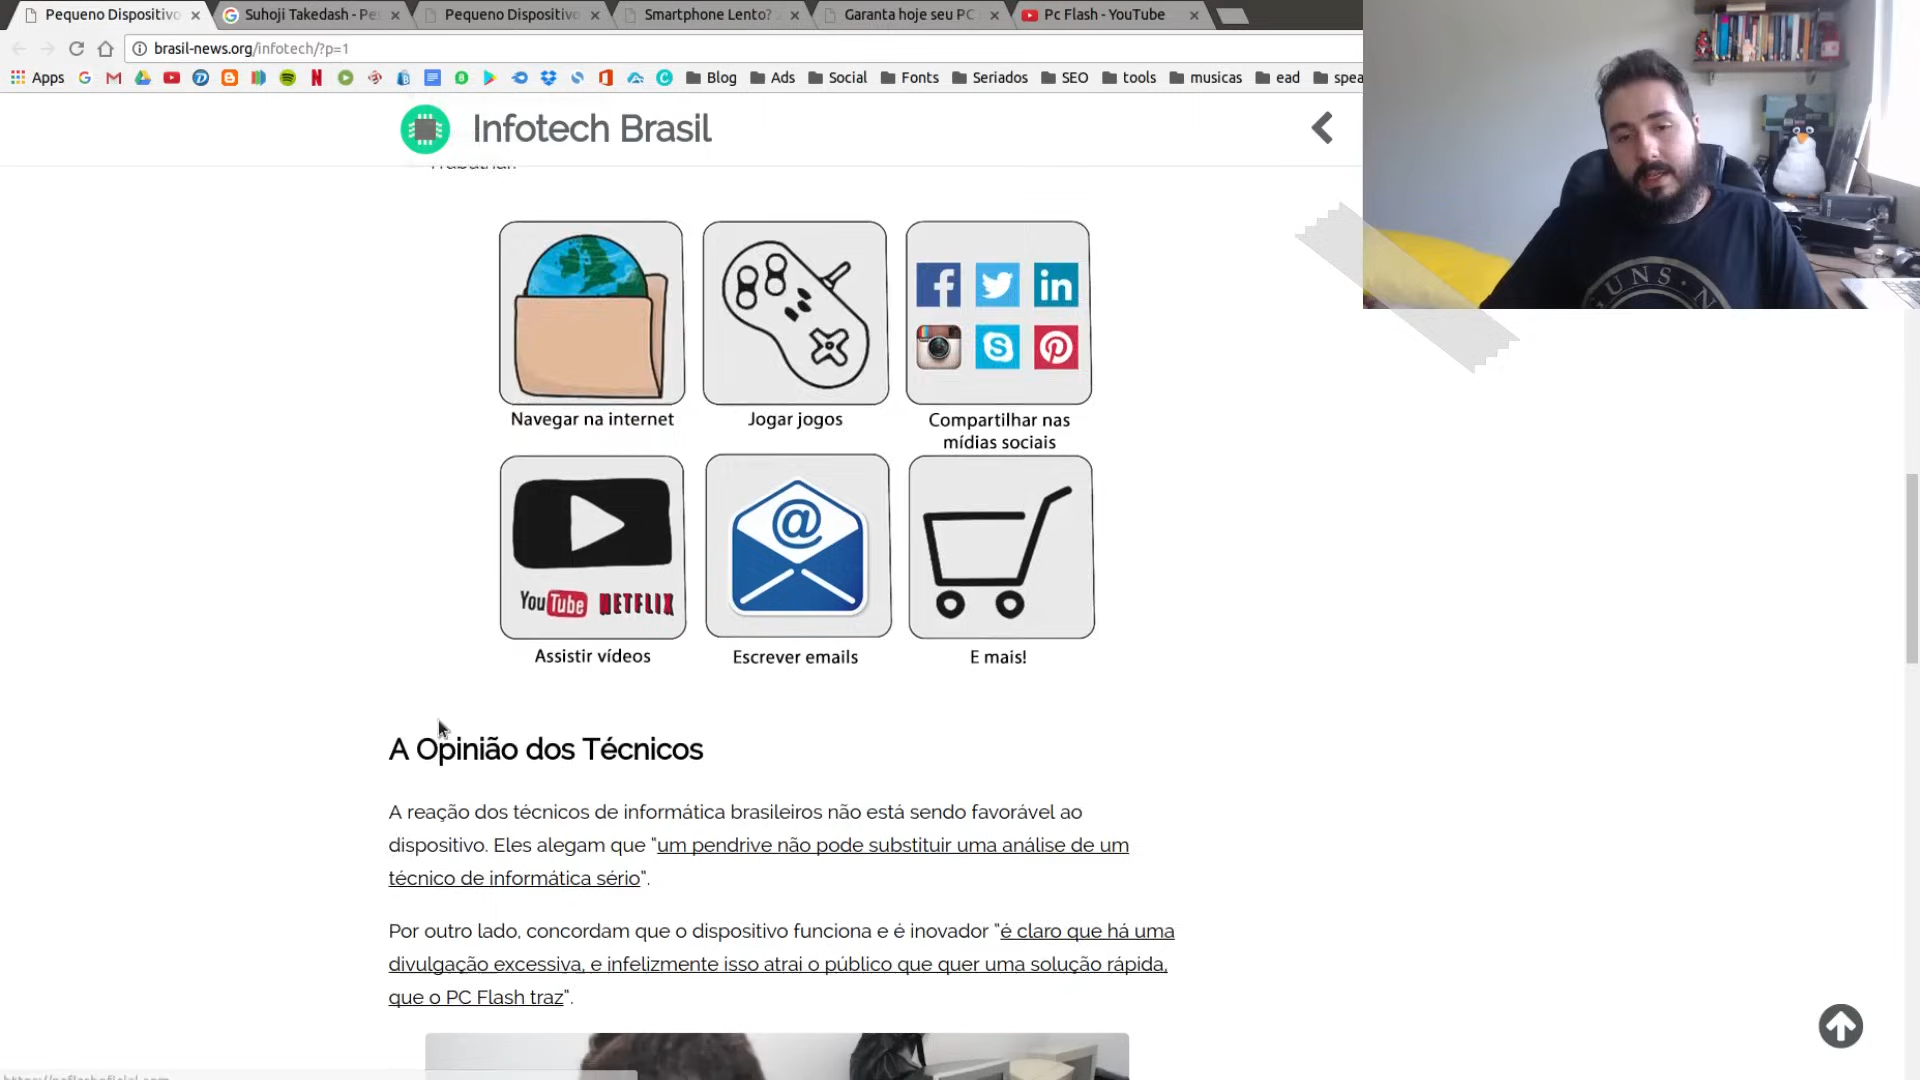 Pequeno Dispositivo
Suhoji Takedash - Pe
Pequeno Dispositivo
Smartphone Lento?
Garanta hoje seu PC
Pc Flash - YouTube
brasil-news.org/infotech/?p=1
Apps
Blog
Ads
Social
Fonts
Seriados
SEO
tools
musicas
ead
spea
Infotech Brasil
Trabalhar.
GUNS N
Navegar na internet
Jogar jogos
Compartilhar nas
mídias sociais
YouTube NETFLIX
Assistir vídeos
Escrever emails
E mais!
A Opinião dos Técnicos
A reação dos técnicos de informática brasileiros não está sendo favorável ao
dispositivo. Eles alegam que “um pendrive não pode substituir uma análise de um
técnico de informática sério”.
Por outro lado, concordam que o dispositivo funciona e é inovador “é claro que há uma
divulgação excessiva, e infelizmente isso atrai o público que quer uma solução rápida,
que o PC Flash traz”.